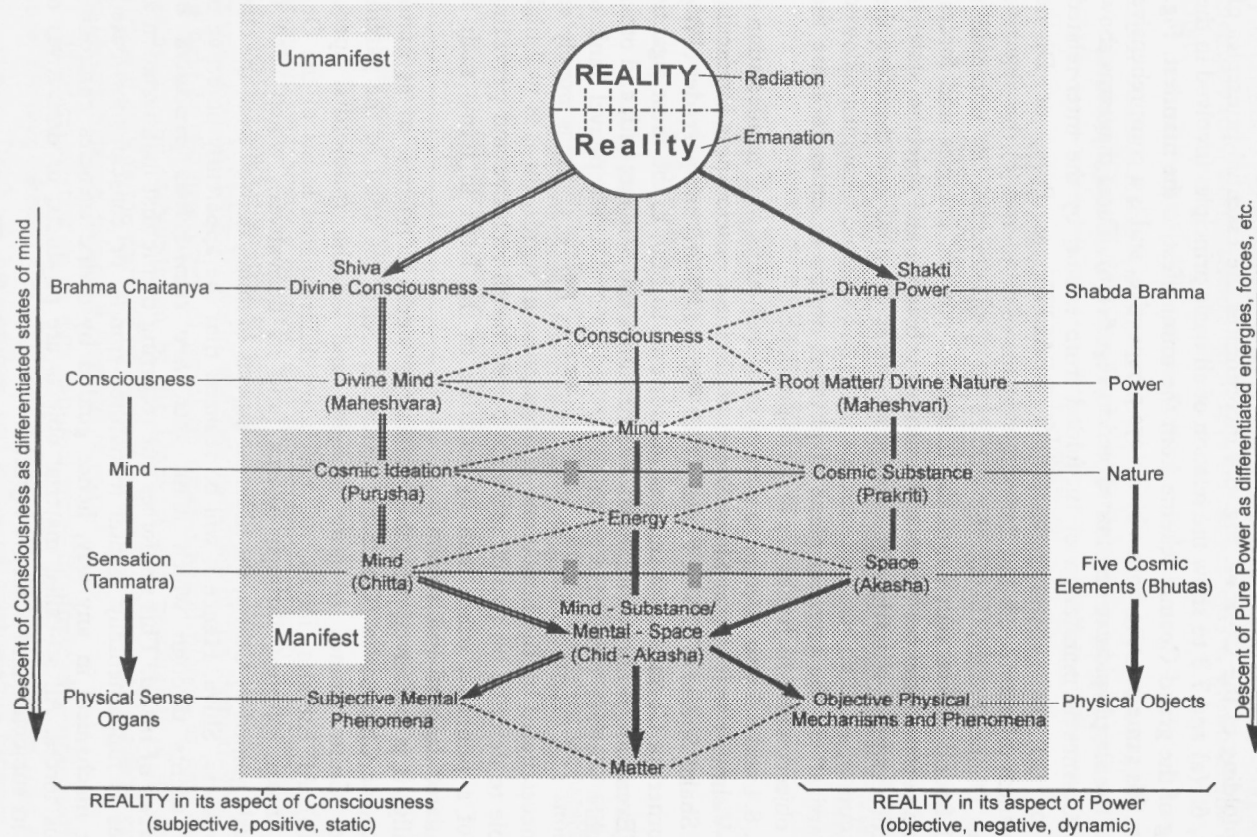 Unmanifest
REALITY
Radiation
Reality
Emanation
Descent of Consciousness as differentiated states of mind
Descent of Pure Power as differentiated energies, forces, etc.
Shiva
Shakti
Brahma Chaitanya
Divine Consciousness
Divine Power
Shabda Brahma
Consciousness
Consciousness
Divine Mind
(Maheshvara)
Root Matter/ Divine Nature
(Maheshvari)
Power
Mind
Mind
Cosmic Ideation
(Purusha)
Cosmic Substance
(Prakriti)
Nature
Energy
Sensation
(Tanmatra)
Mind
(Chitta)
Space
(Akasha)
Five Cosmic
Elements (Bhutas)
Mind - Substance/
Mental - Space
(Chid - Akasha)
Manifest
Physical Sense
Organs
Subjective Mental
Phenomena
Objective Physical
Mechanisms and Phenomena
Physical Objects
Matter
REALITY in its aspect of Consciousness
(subjective, positive, static)
REALITY in its aspect of Power
(objective, negative, dynamic)